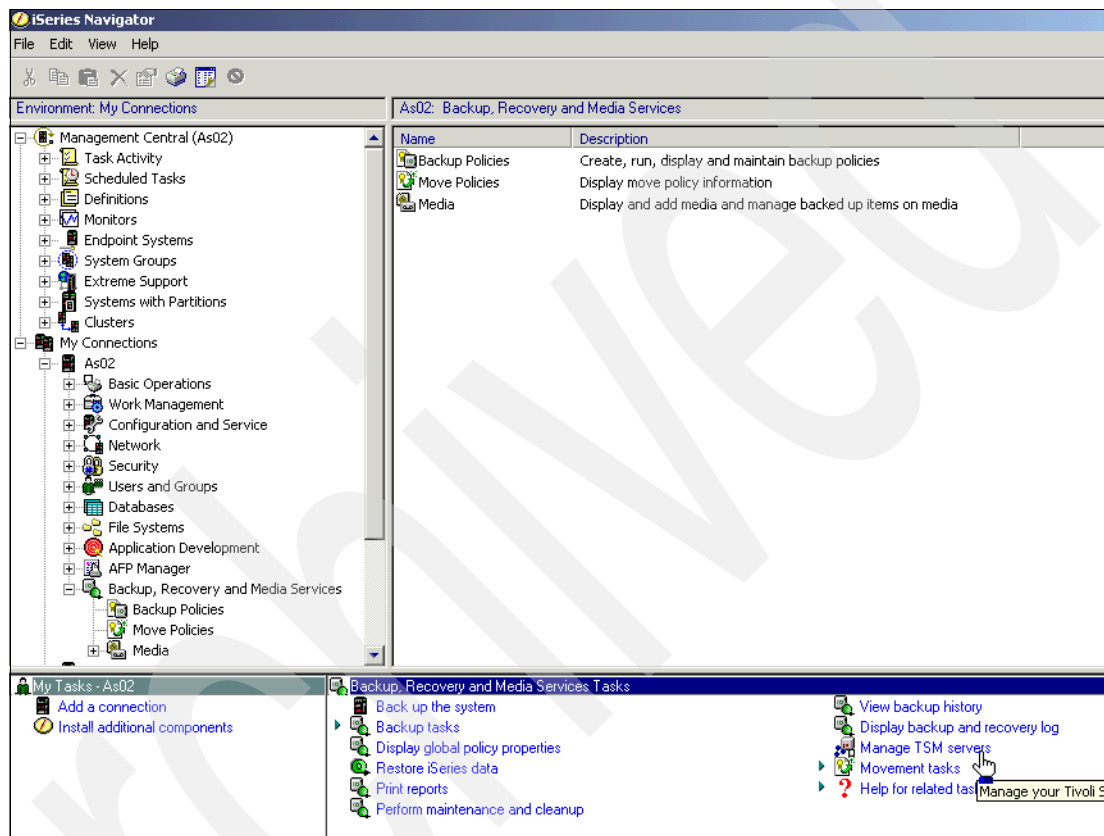 iSeries Navigator
File Edit View Help
Environment: My Connections
As02: Backup, Recovery and Media Services
Management Central (As02)
Task Activity
Scheduled Tasks
Definitions
Monitors
Endpoint Systems
System Groups
Extreme Support
Systems with Partitions
Clusters
My Connections
As02
Basic Operations
Work Management
Configuration and Service
Network
Security
Users and Groups
Databases
File Systems
Application Development
AFP Manager
Backup, Recovery and Media Services
Backup Policies
Move Policies
Media
Name Description
Backup Policies Create, run, display and maintain backup policies
Move Policies Display move policy information
Media Display and add media and manage backed up items on media
My Tasks - As02
Add a connection
Install additional components
Backup, Recovery and Media Services Tasks
Back up the system
Backup tasks
Display global policy properties
Restore iSeries data
Print reports
Perform maintenance and cleanup
View backup history
Display backup and recovery log
Manage TSM servers
Movement tasks
Help for related
Manage your Tivoli